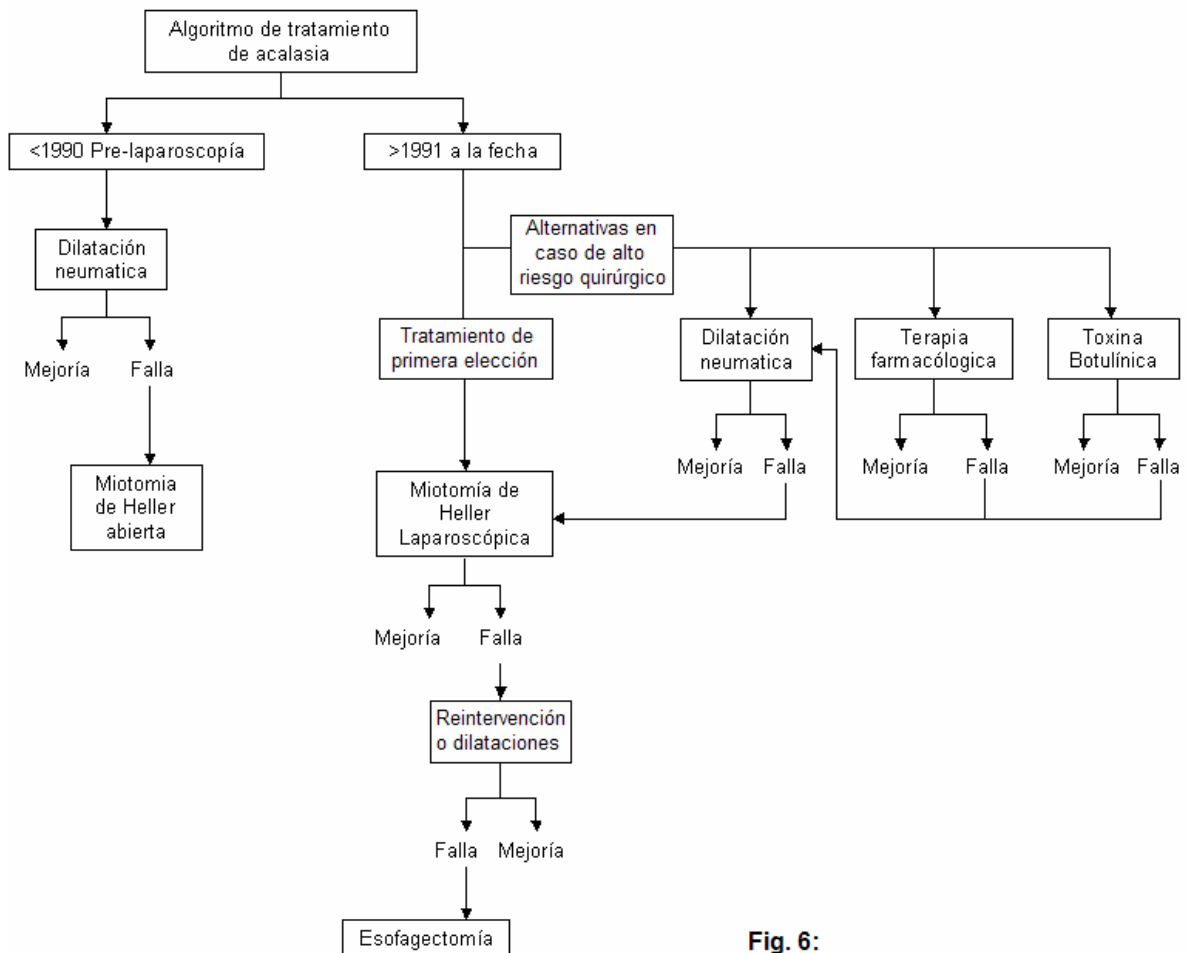 Algoritmo de tratamiento
de acalasia
<1990 Pre-laparoscopía
>1991 a la fecha
Alternativas en
caso de alto
riesgo quirúrgico
Dilatación
neumatica
Tratamiento de
primera elección
Dilatación
neumatica
Terapia
farmacólogica
Toxina
Botulínica
Mejoría Falla
Mejoría Falla
Mejoría Falla
Mejoría Falla
Miotomia
de Heller
abierta
Miotomía de
Heller
Laparoscópica
Mejoría Falla
Reintervención
o dilataciones
Falla Mejoría
Esofagectomía
Fig. 6: